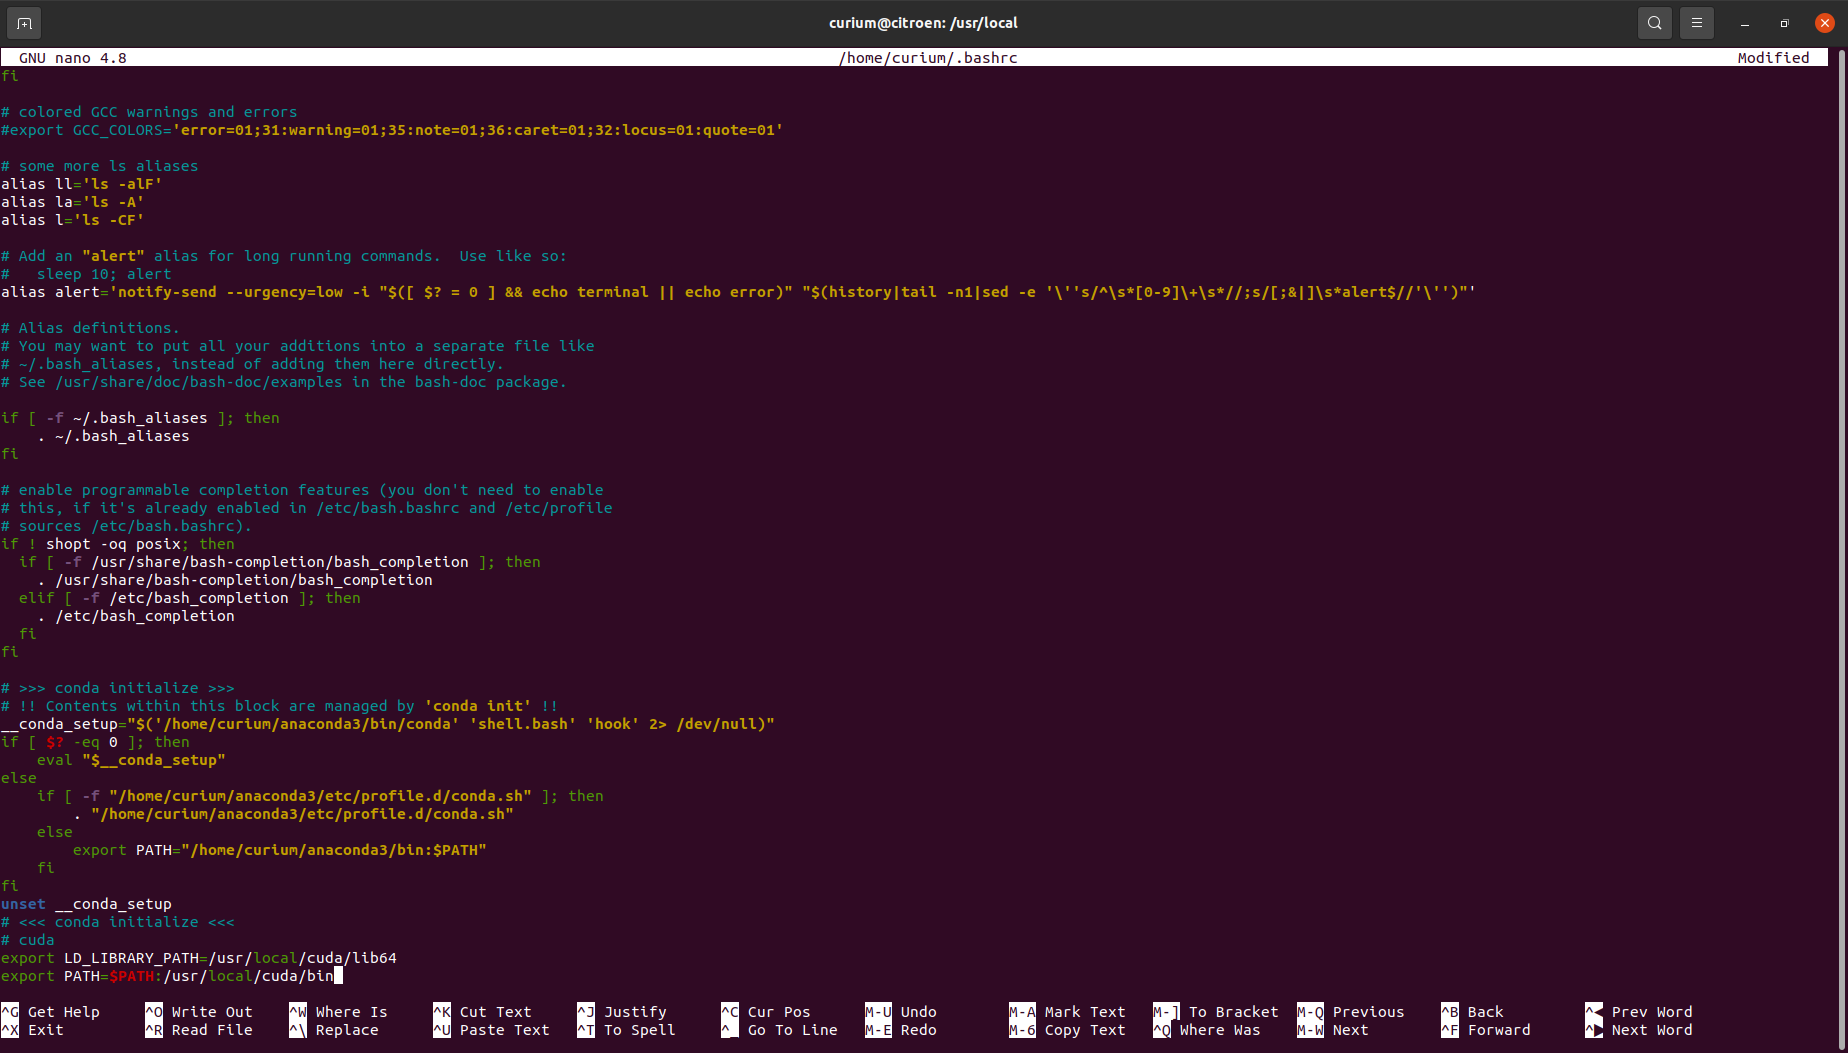 curium@citroen: /usr/local
GNU nano 4.8 /home/curium/.bashrc Modified
fi
# colored GCC warnings and errors
#export GCC_COLORS='error=01;31:warning=01;35:note=01;36:caret=01;32:locus=01:quote=01'
# some more ls aliases
alias ll='ls -alF'
alias la='ls -A'
alias l='ls -CF'
# Add an "alert" alias for long running commands.  Use like so:
#   sleep 10; alert
alias alert='notify-send --urgency=low -i "$([ $? = 0 ] && echo terminal || echo error)" "$(history|tail -n1|sed -e '\''s/^\s*[0-9]\+\s*//;s/[;&|]\s*alert$//'\'')"'
# Alias definitions.
# You may want to put all your additions into a separate file like
# ~/.bash_aliases, instead of adding them here directly.
# See /usr/share/doc/bash-doc/examples in the bash-doc package.
if [ -f ~/.bash_aliases ]; then
    . ~/.bash_aliases
fi
# enable programmable completion features (you don't need to enable
# this, if it's already enabled in /etc/bash.bashrc and /etc/profile
# sources /etc/bash.bashrc).
if ! shopt -oq posix; then
  if [ -f /usr/share/bash-completion/bash_completion ]; then
    . /usr/share/bash-completion/bash_completion
  elif [ -f /etc/bash_completion ]; then
    . /etc/bash_completion
  fi
fi
# >>> conda initialize >>>
# !! Contents within this block are managed by 'conda init' !!
__conda_setup="$('/home/curium/anaconda3/bin/conda' 'shell.bash' 'hook' 2> /dev/null)"
if [ $? -eq 0 ]; then
    eval "$__conda_setup"
else
    if [ -f "/home/curium/anaconda3/etc/profile.d/conda.sh" ]; then
        . "/home/curium/anaconda3/etc/profile.d/conda.sh"
    else
        export PATH="/home/curium/anaconda3/bin:$PATH"
    fi
fi
unset __conda_setup
# <<< conda initialize <<<
# cuda
export LD_LIBRARY_PATH=/usr/local/cuda/lib64
export PATH=$PATH:/usr/local/cuda/bin
^G Get Help ^O Write Out ^W Where Is ^K Cut Text ^J Justify ^C Cur Pos M-U Undo M-A Mark Text M-] To Bracket M-Q Previous ^B Back ^◀ Prev Word
^X Exit ^R Read File ^\ Replace ^U Paste Text ^T To Spell ^_ Go To Line M-E Redo M-6 Copy Text ^Q Where Was M-W Next ^F Forward ^▶ Next Word